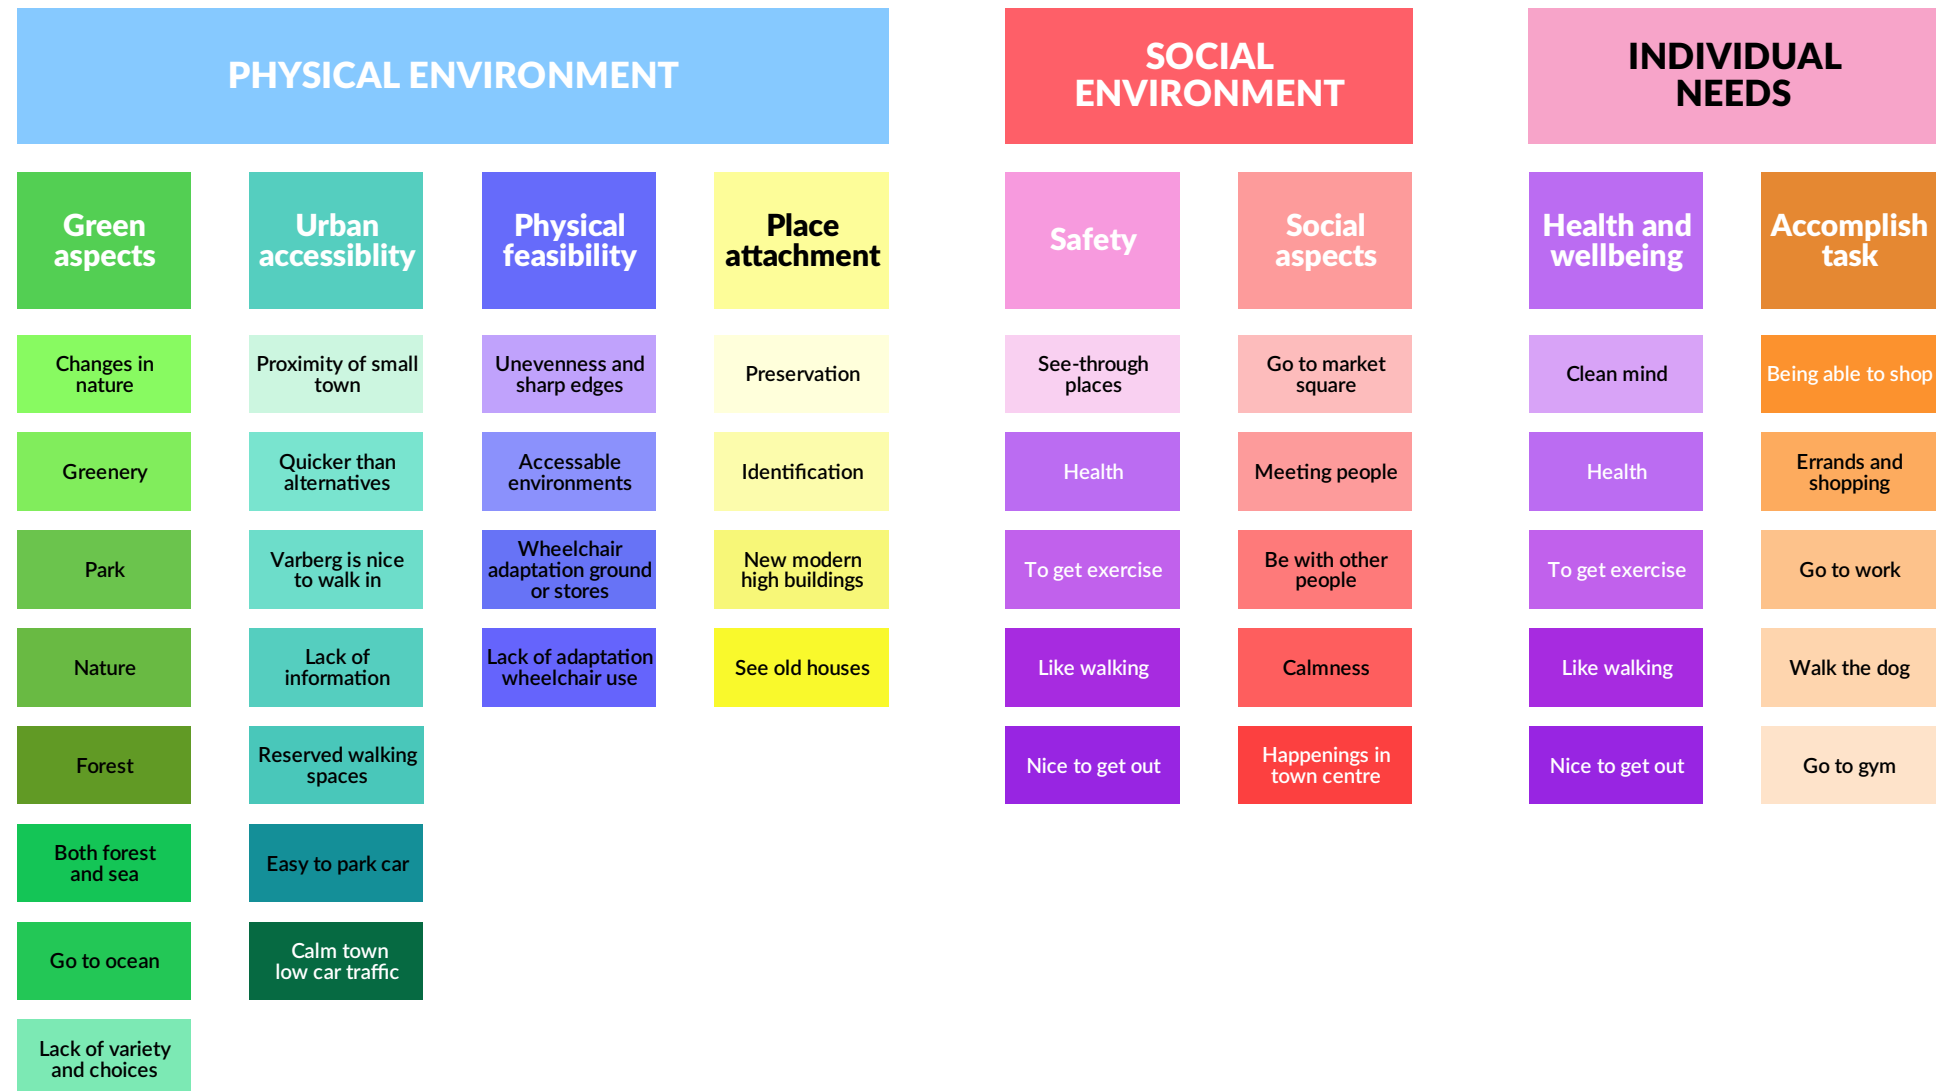 PHYSICAL ENVIRONMENT
SOCIAL
ENVIRONMENT
INDIVIDUAL
NEEDS
Green
aspects
Changes in
nature
Greenery
Park
Nature
Forest
Both forest
and sea
Go to ocean
Lack of variety
and choices
Urban
accessiblity
Proximity of small
town
Quicker than
alternatives
Varberg is nice
to walk in
Lack of
information
Reserved walking
spaces
Easy to park car
Calm town
low car traffic
Physical
feasibility
Unevenness and
sharp edges
Accessable
environments
Wheelchair
adaptation ground
or stores
Lack of adaptation
wheelchair use
Place
attachment
Preservation
Identification
New modern
high buildings
See old houses
Safety
See-through
places
Health
To get exercise
Like walking
Nice to get out
Social
aspects
Go to market
square
Meeting people
Be with other
people
Calmness
Happenings in
town centre
Health and
wellbeing
Clean mind
Health
To get exercise
Like walking
Nice to get out
Accomplish
task
Being able to shop
Errands and
shopping
Go to work
Walk the dog
Go to gym